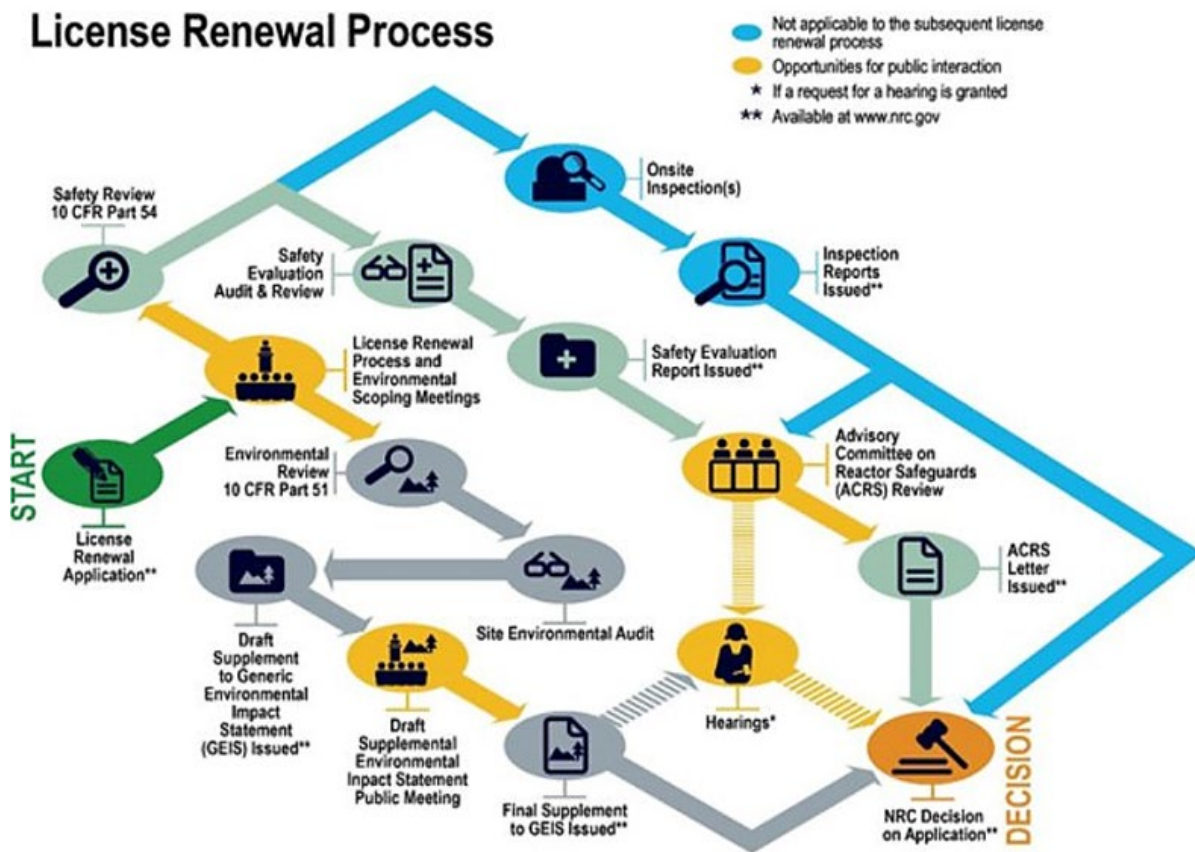 License Renewal Process
Not applicable to the subsequent license
renewal process
Opportunities for public interaction
* If a request for a hearing is granted
** Available at www.nrc.gov
Onsite
Inspection(s)
Safety Review
10 CFR Part 54
Safety
Evaluation
Audit & Review
Inspection
Reports
Issued**
License Renewal
Process and
Environmental
Scoping Meetings
Safety Evaluation
Report Issued**
START
License
Renewal
Application**
Environmental
Review
10 CFR Part 51
Advisory
Committee on
Reactor Safeguards
(ACRS) Review
ACRS
Letter
Issued**
Site Environmental Audit
Draft
Supplement
to Generic
Environmental
Impact
Statement
(GEIS) Issued**
Draft
Supplemental
Environmental
Impact Statement
Public Meeting
Hearings*
Final Supplement
to GEIS Issued**
NRC Decision
on Application**
DECISION